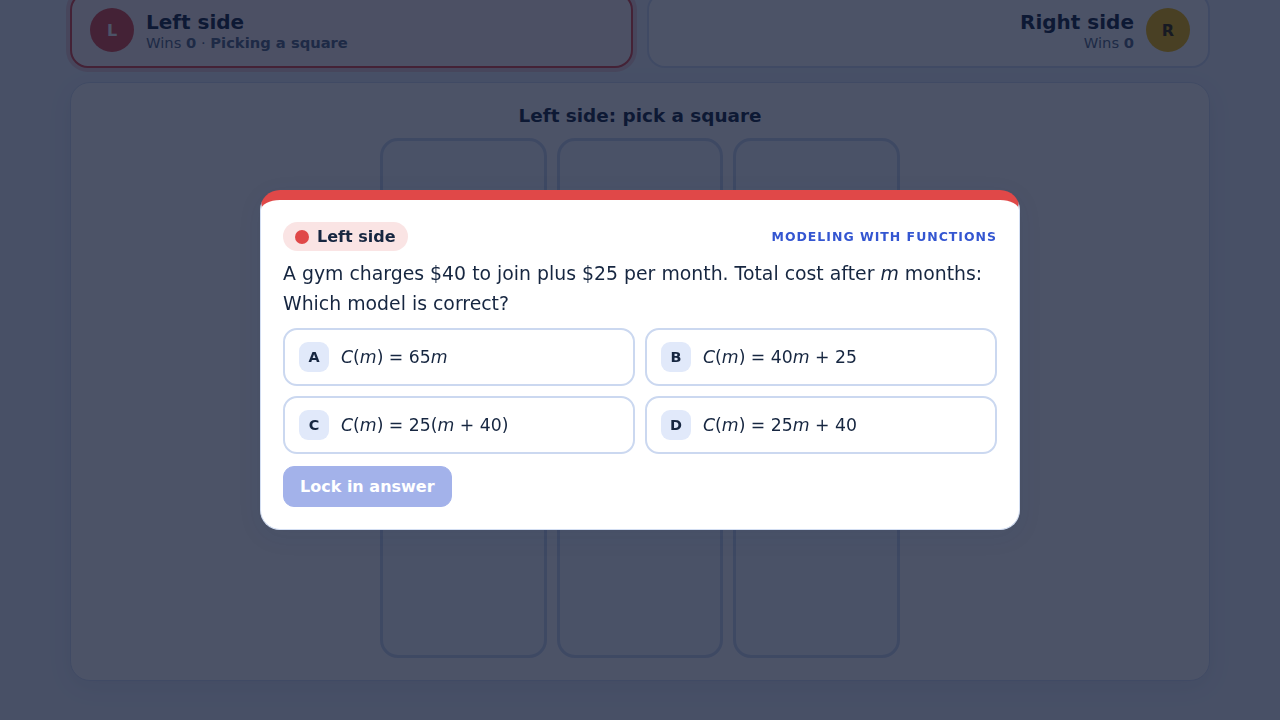 L
Left side
Wins 0 · Picking a square
Right side
Wins 0
R
Left side: pick a square
Left side
MODELING WITH FUNCTIONS
A gym charges $40 to join plus $25 per month. Total cost after m months:
Which model is correct?
A C(m) = 65m
B C(m) = 40m + 25
C C(m) = 25(m + 40)
D C(m) = 25m + 40
Lock in answer